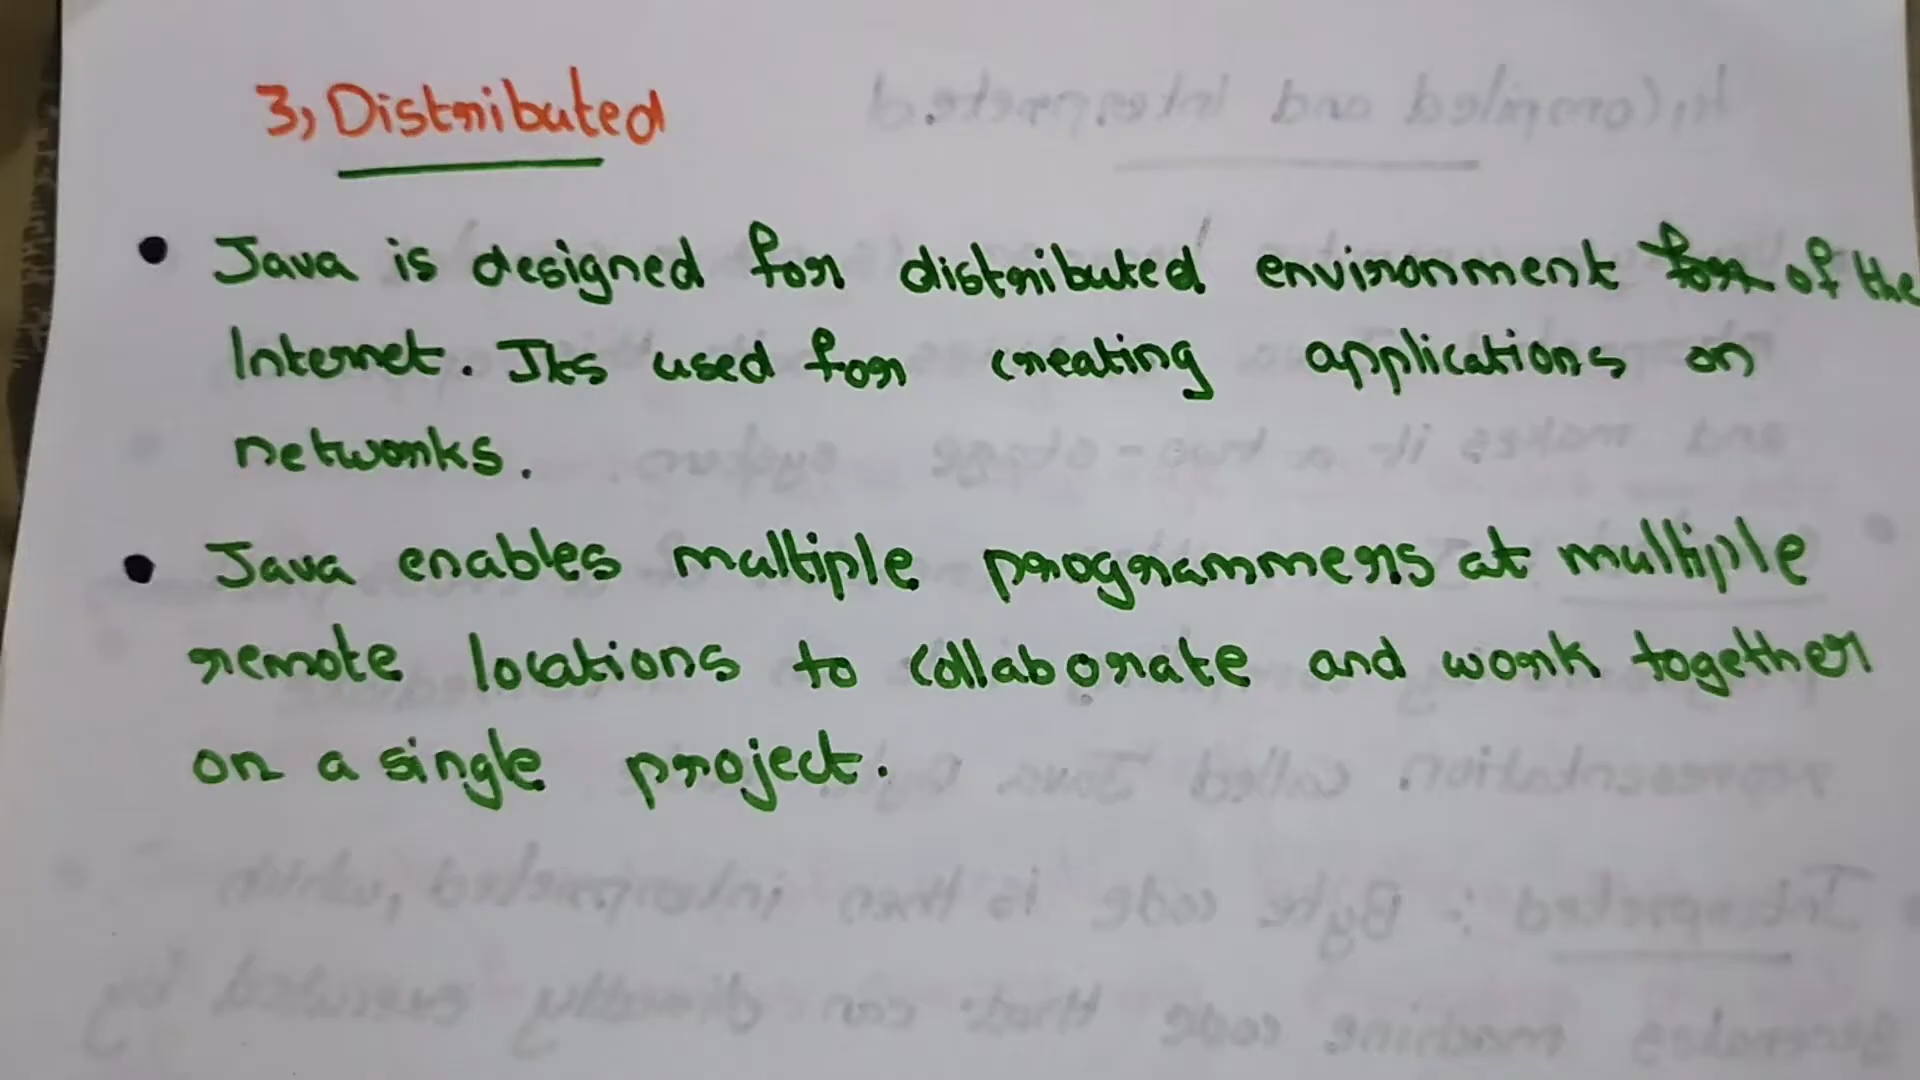 3, Distributed
• Java is designed for distributed environment for of the
Internet. Its used for creating applications on
networks.
• Java enables multiple programmers at multiple
remote locations to collaborate and work together
on a single project.